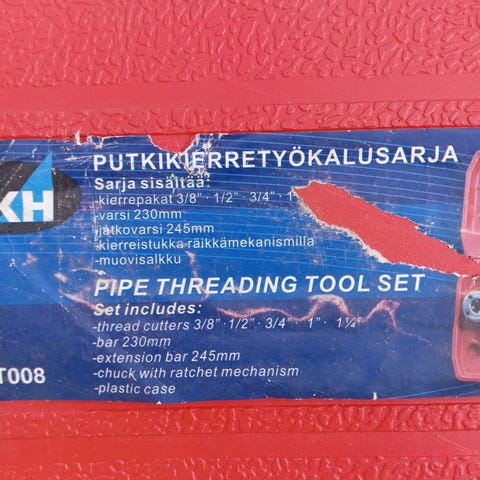 KH
PUTKIKIERRETYÖKALUSARJA
Sarja sisältää:
-kierrepakat 3/8" · 1/2" · 3/4" · 1
-varsi 230mm
-jatkovarsi 245mm
-kierreistukka räikkämekanismilla
-muovisalkku
PIPE THREADING TOOL SET
Set includes:
-thread cutters 3/8" · 1/2" · 3/4" · 1" · 1¼"
-bar 230mm
-extension bar 245mm
-chuck with ratchet mechanism
-plastic case
T008